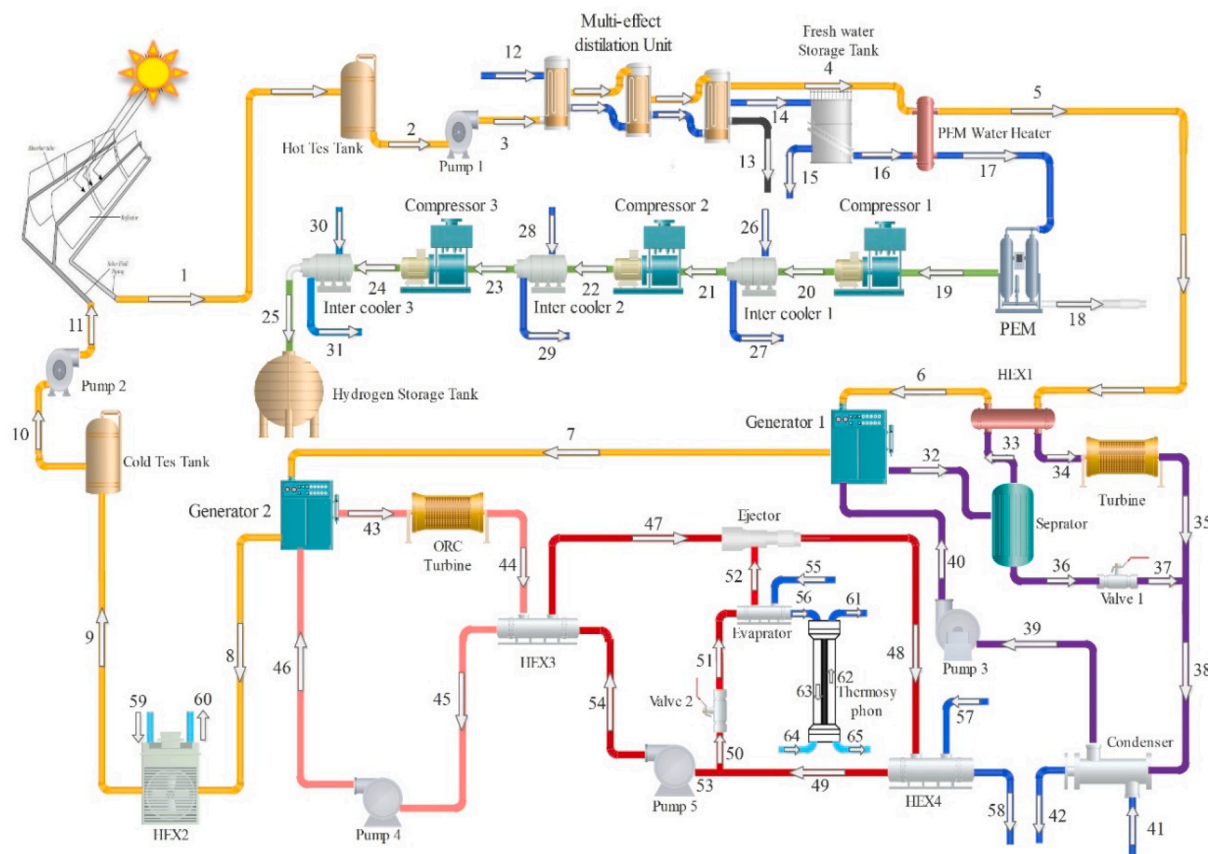 Multi-effect
distilation Unit
Fresh water
Storage Tank
12
4
5
14
Hot Tes Tank
2
Pump 1
3
13
15
16
PEM Water Heater
17
30
Compressor 3
28
Compressor 2
26
Compressor 1
1
24
23
22
21
20
19
Inter cooler 3
Inter cooler 2
Inter cooler 1
PEM
18
25
31
29
27
11
Pump 2
Hydrogen Storage Tank
HEX1
6
10
Cold Tes Tank
7
Generator 1
32
33
34
Turbine
Generator 2
43
ORC
Turbine
47
Ejector
Seprator
35
44
52
55
40
36
37
Valve 1
56
61
Evaprator
39
9
8
46
45
HEX3
51
48
Pump 3
38
54
Valve 2
63
62
Thermosy
phon
59
60
50
64
65
57
Condenser
HEX2
Pump 4
53
Pump 5
49
HEX4
58
42
41